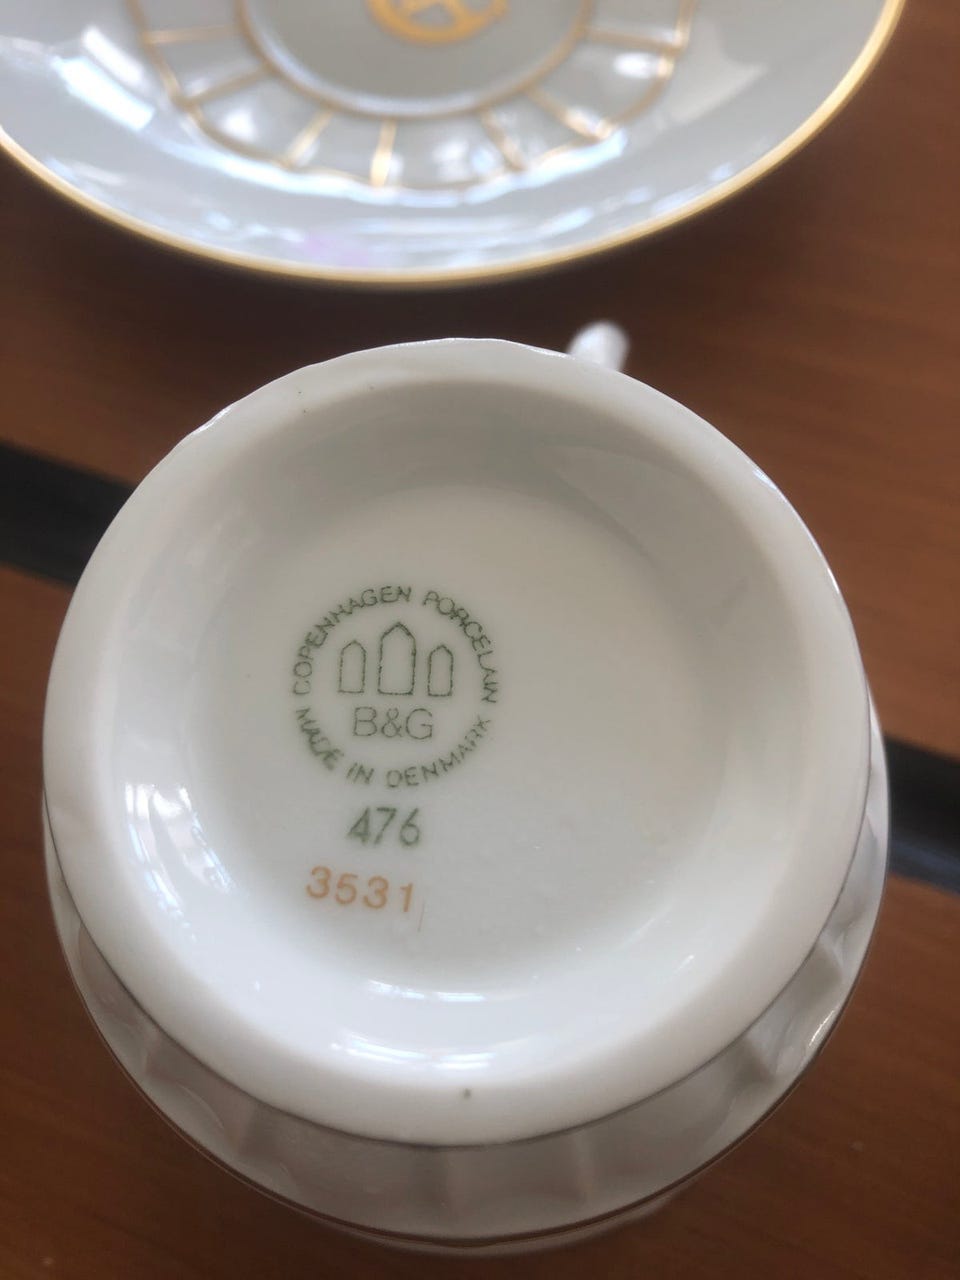 COPENHAGEN PORCELAIN
B&G
MADE IN DENMARK
476
3531